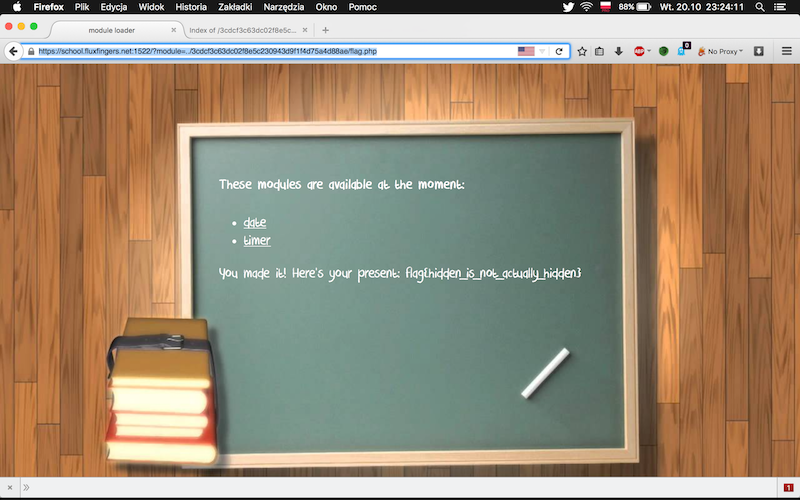 Firefox Plik Edycja Widok Historia Zakładki Narzędzia Okno Pomoc 88% Wt. 20.10 23:24:11
module loader Index of /3cdcf3c63dc02f8e5c...
https://school.fluxfingers.net:1522/?module=../3cdcf3c63dc02f8e5c230943d9f1f4d75a4d88ae/flag.php ABP 0 No Proxy
These modules are available at the moment:
date
timer
You made it! Here's your present: flag{hidden_is_not_actually_hidden}
1